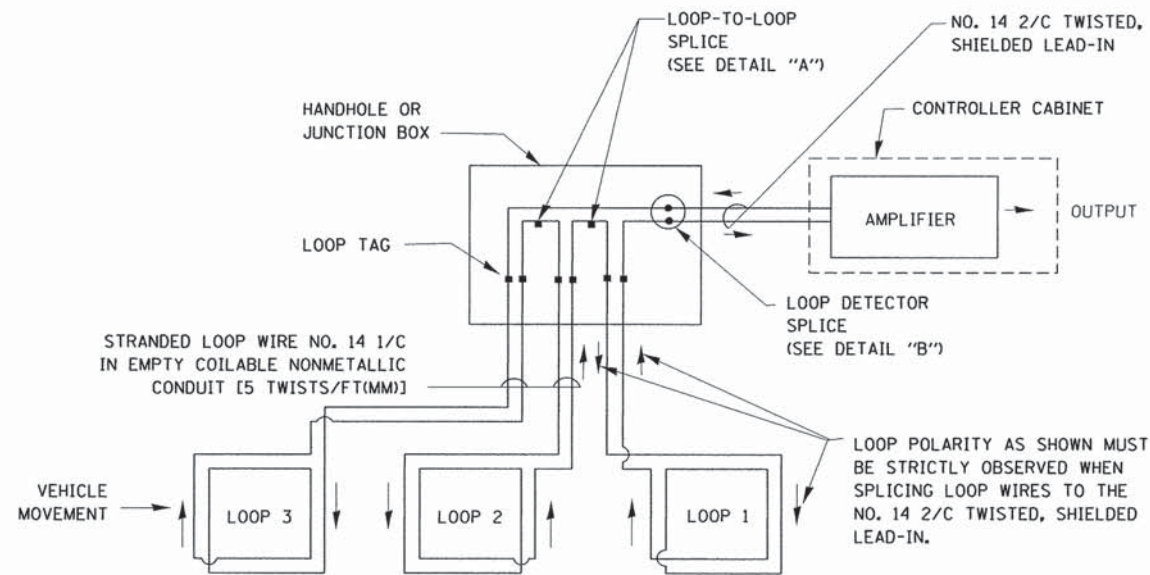 LOOP-TO-LOOP
SPLICE
(SEE DETAIL "A")
NO. 14 2/C TWISTED,
SHIELDED LEAD-IN
HANDHOLE OR
JUNCTION BOX
CONTROLLER CABINET
AMPLIFIER
OUTPUT
LOOP TAG
LOOP DETECTOR
SPLICE
(SEE DETAIL "B")
STRANDED LOOP WIRE NO. 14 1/C
IN EMPTY COILABLE NONMETALLIC
CONDUIT [5 TWISTS/FT(MM)]
LOOP POLARITY AS SHOWN MUST
BE STRICTLY OBSERVED WHEN
SPLICING LOOP WIRES TO THE
NO. 14 2/C TWISTED, SHIELDED
LEAD-IN.
VEHICLE
MOVEMENT
LOOP 3
LOOP 2
LOOP 1